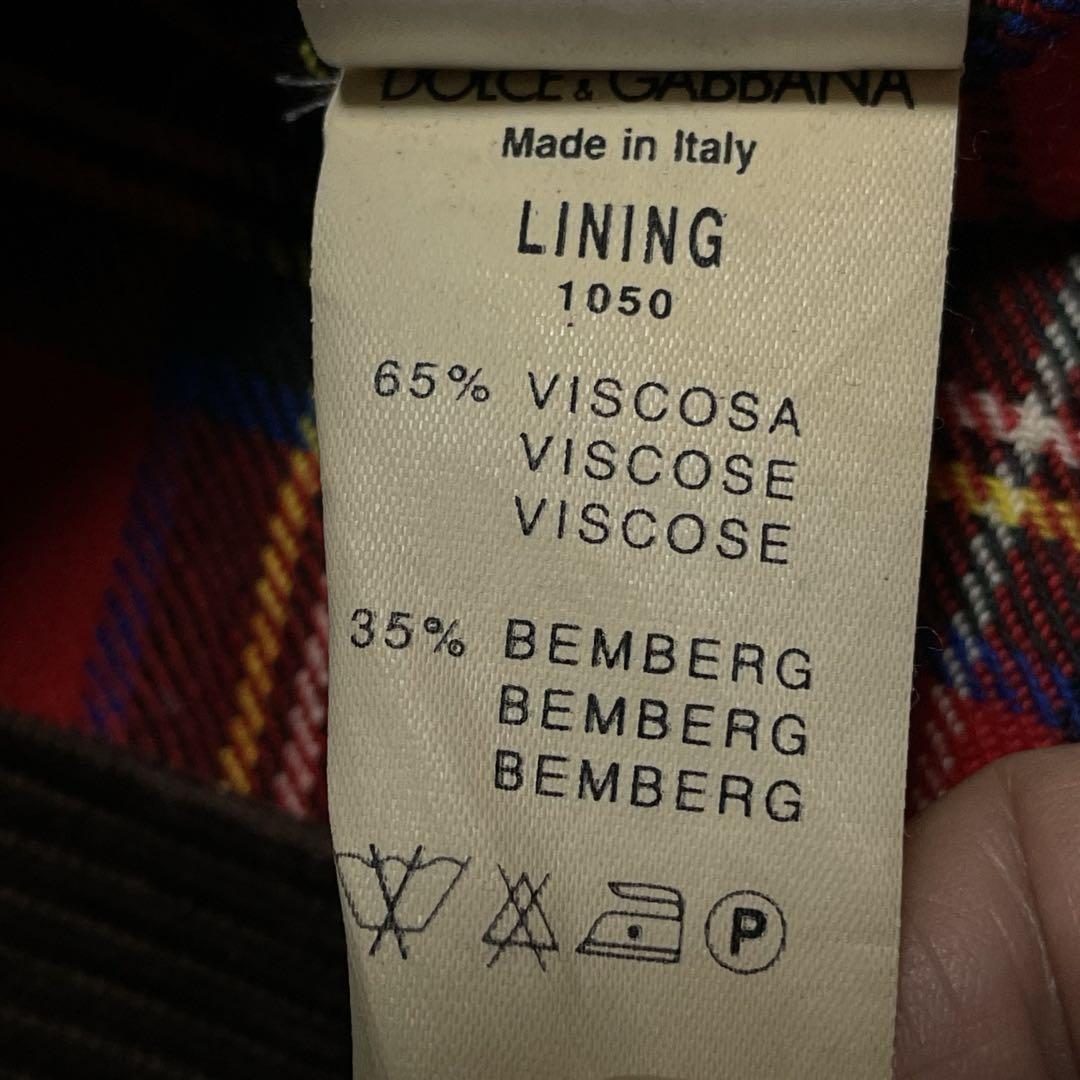 DOLCE & GABBANA
Made in Italy
LINING
1050
65% VISCOSA
VISCOSE
VISCOSE
35% BEMBERG
BEMBERG
BEMBERG
P